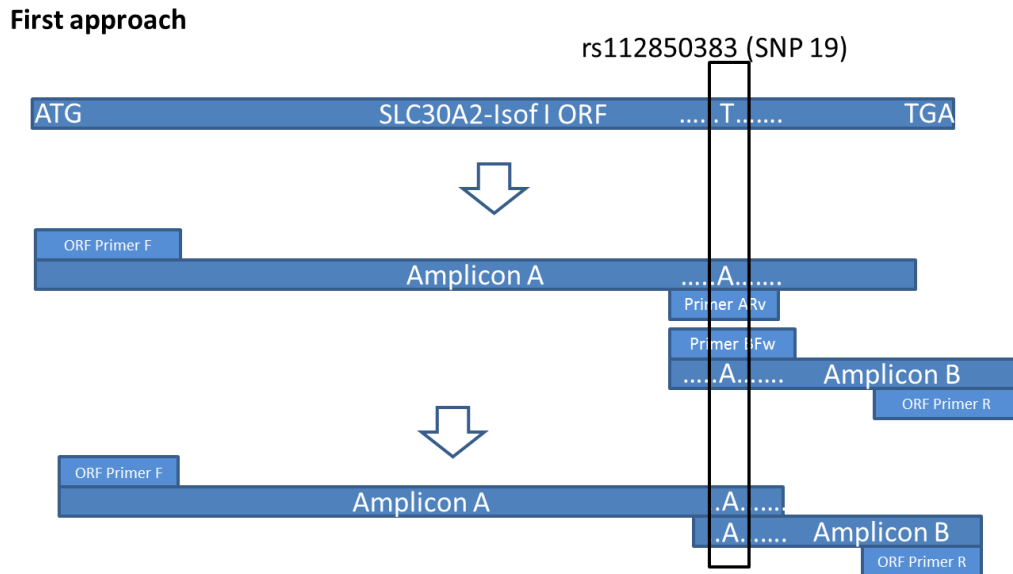 First approach
rs112850383 (SNP 19)
ATG SLC30A2-Isof I ORF ......T....... TGA
ORF Primer F
Amplicon A .....A.......
Primer ARv
Primer BFw
.....A....... Amplicon B
ORF Primer R
ORF Primer F
Amplicon A .A.......
.A....... Amplicon B
ORF Primer R